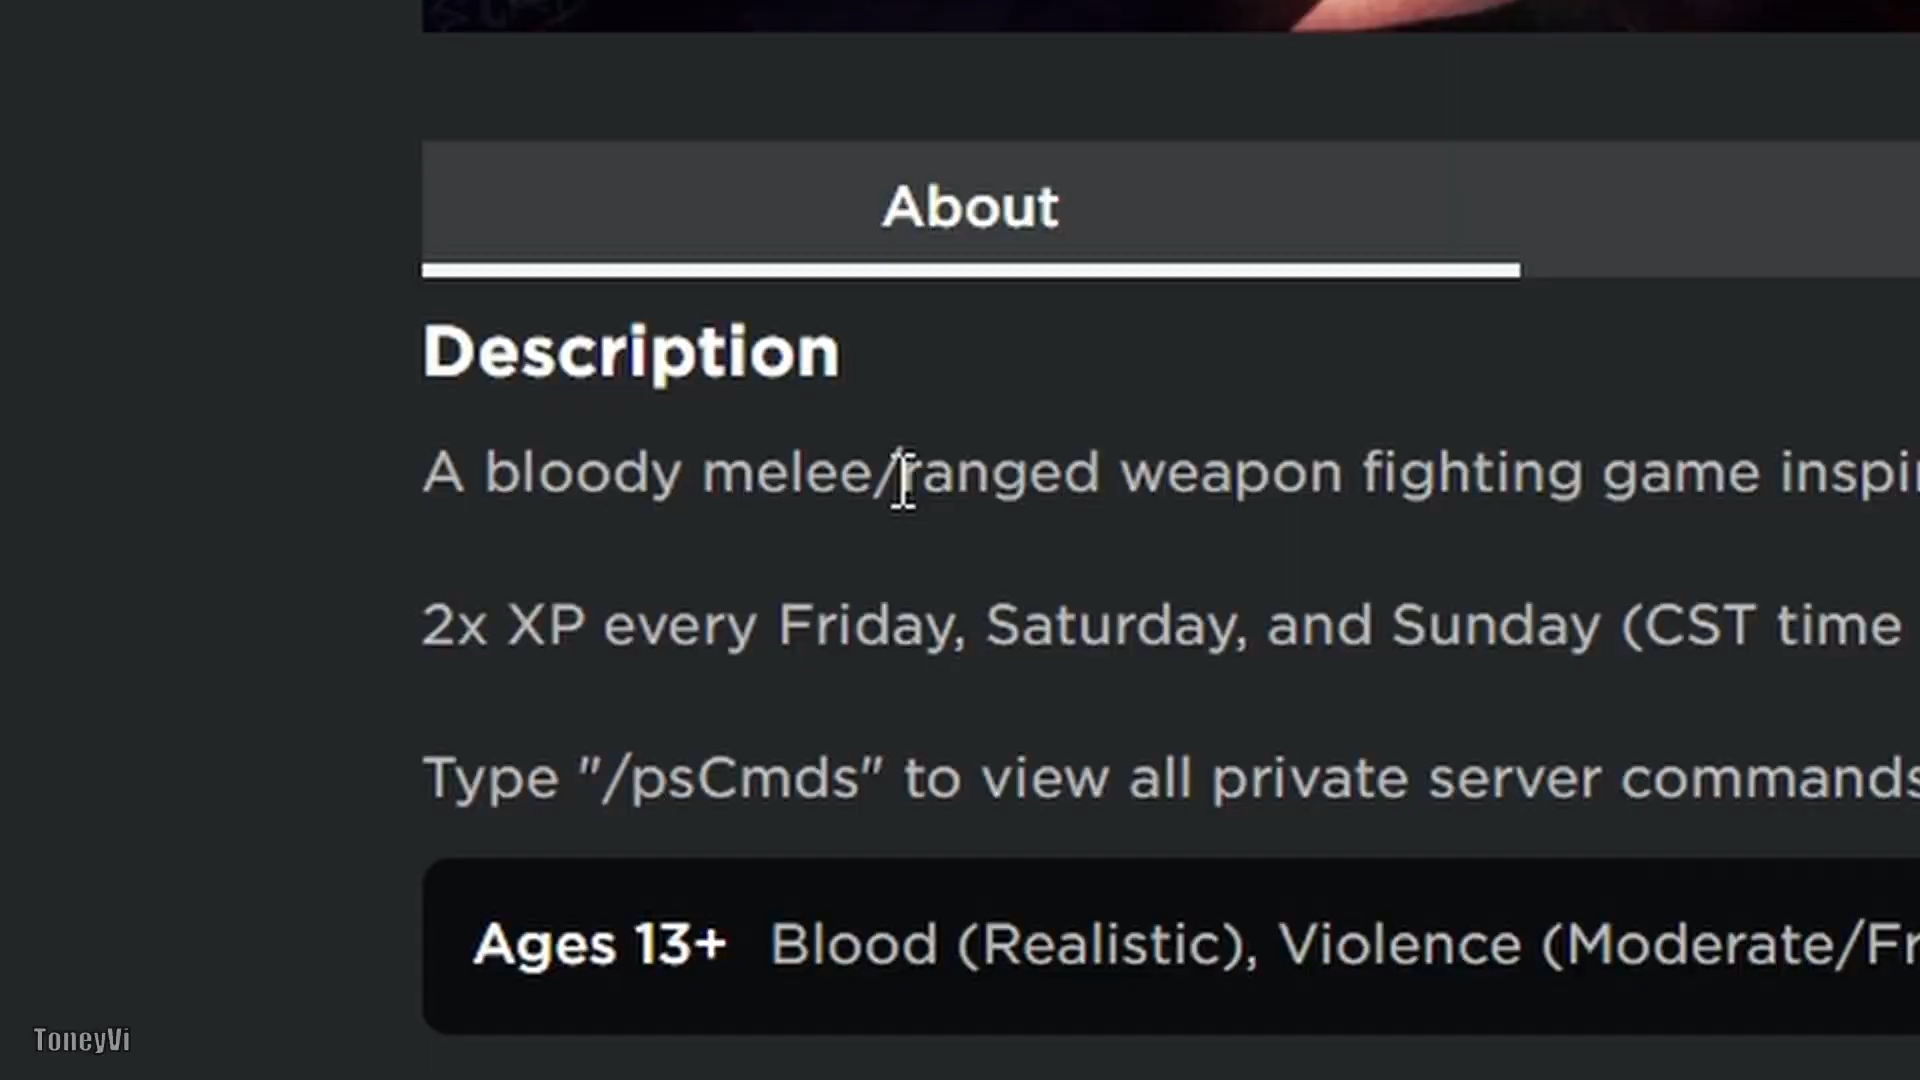 About
Description
A bloody melee/ranged weapon fighting game
2x XP every Friday, Saturday, and Sunday (CST time
Type "/psCmds" to view all private server commands
Ages 13+ Blood (Realistic), Violence (Moderate/Fr
ToneyVi